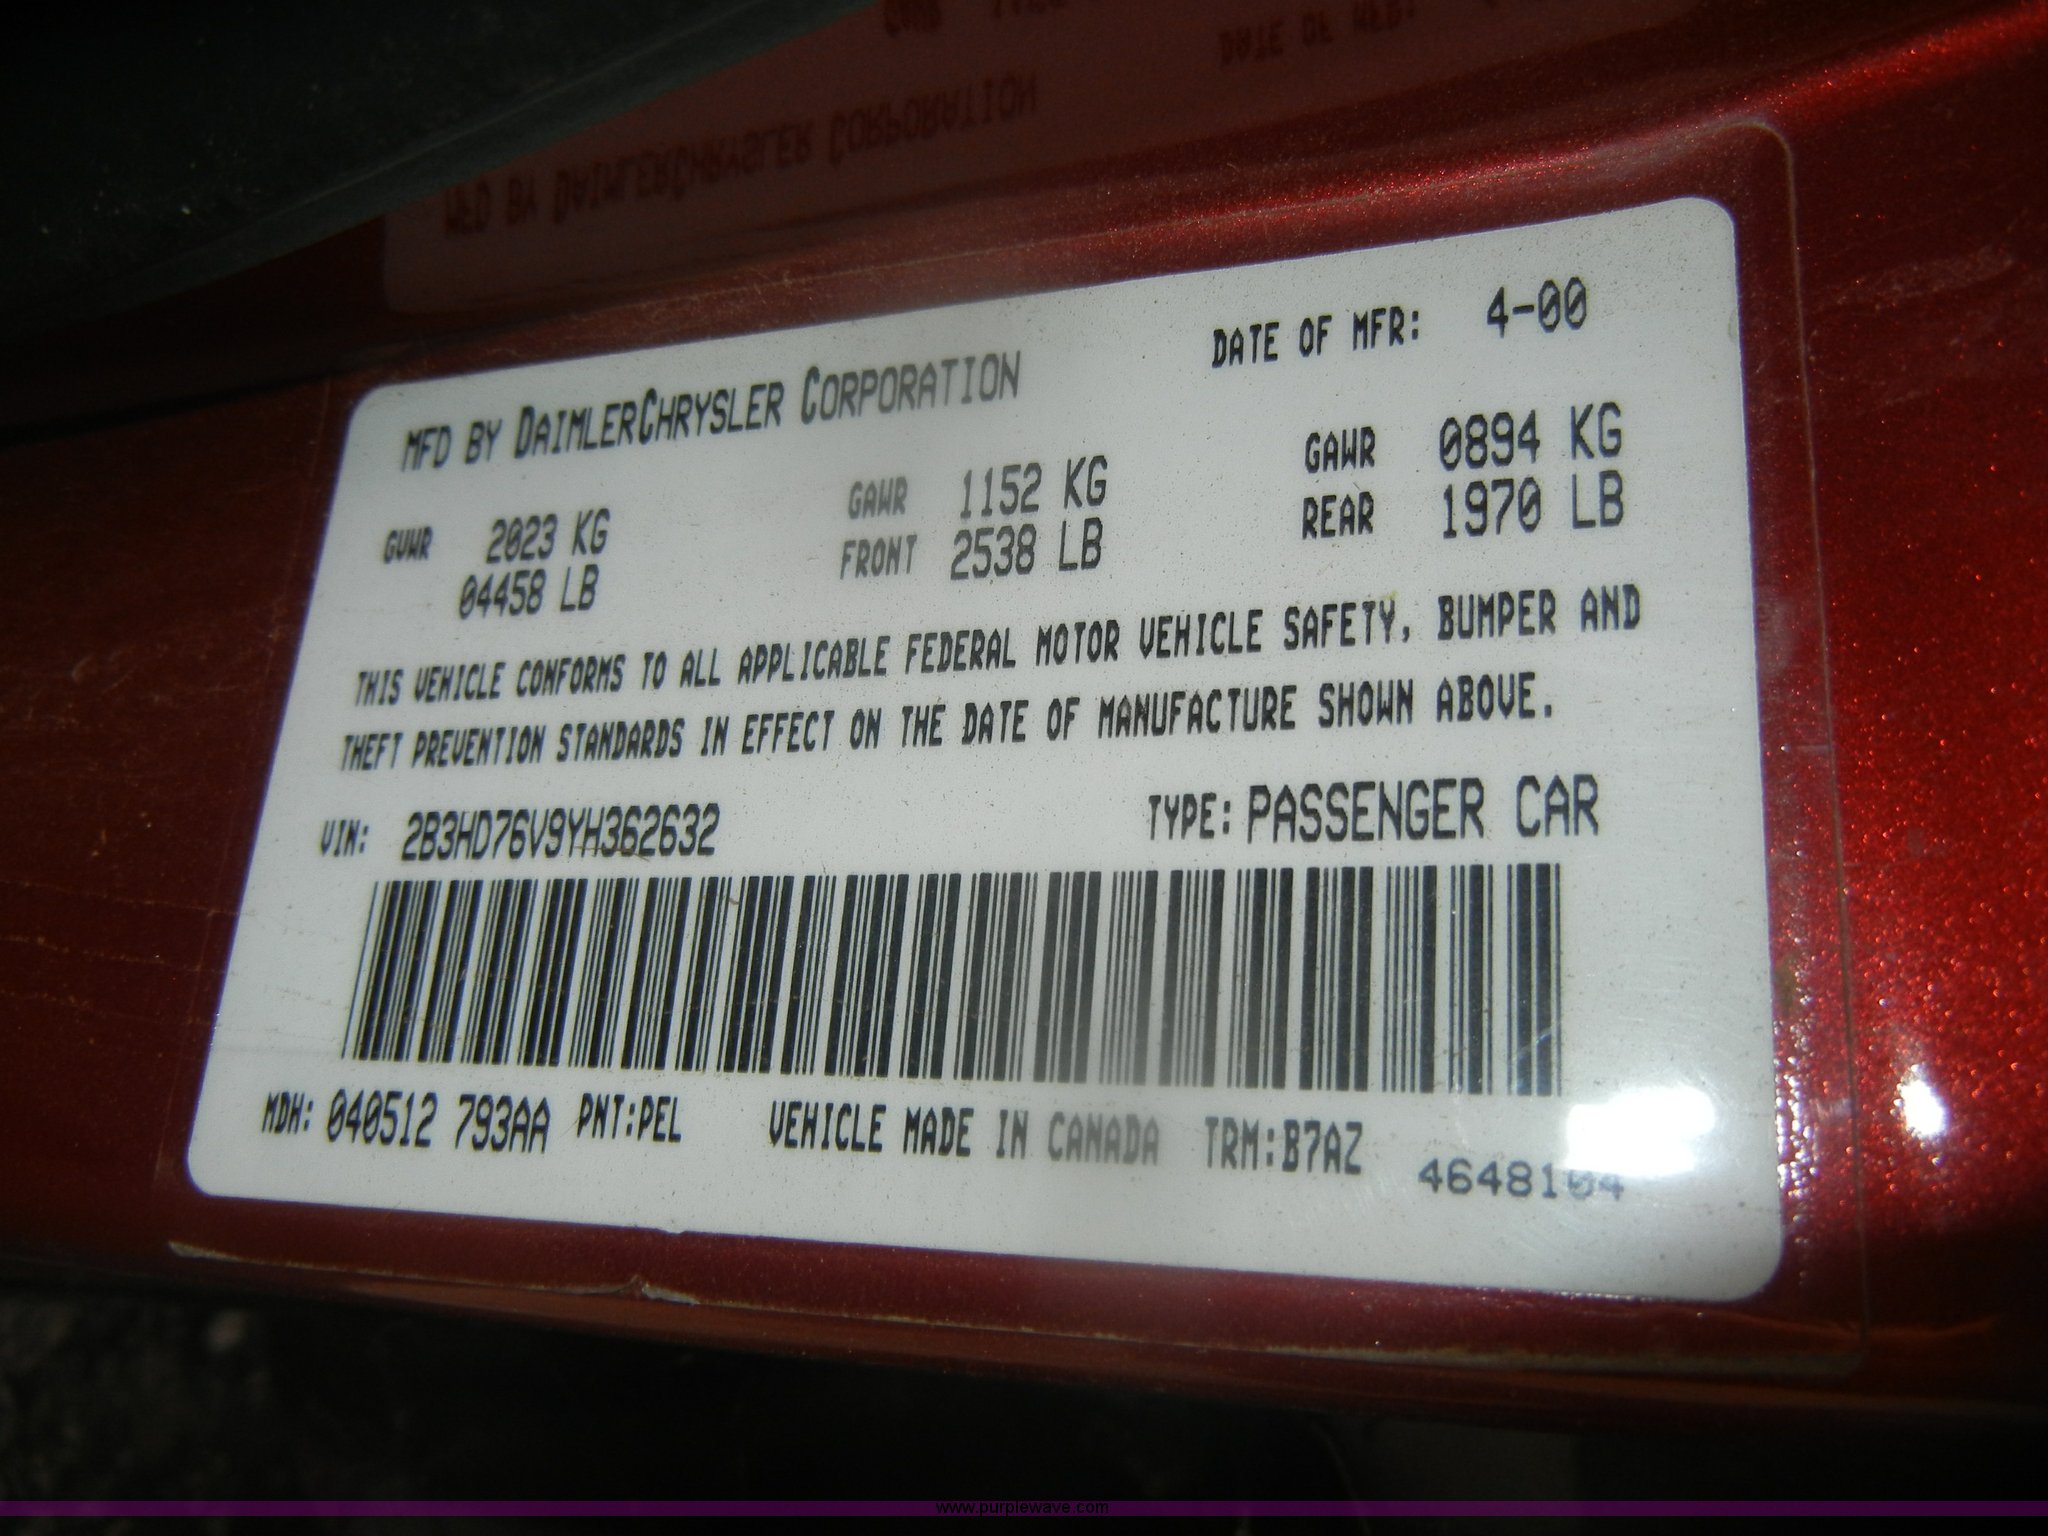 MFD BY DAIMLERCHRYSLER CORPORATION DATE OF MFR: 4-00
GVWR 2023 KG GAWR 1152 KG GAWR 0894 KG
04458 LB FRONT 2538 LB REAR 1970 LB
THIS VEHICLE CONFORMS TO ALL APPLICABLE FEDERAL MOTOR VEHICLE SAFETY, BUMPER AND
THEFT PREVENTION STANDARDS IN EFFECT ON THE DATE OF MANUFACTURE SHOWN ABOVE.
VIN: 2B3HD76V9YH362632 TYPE: PASSENGER CAR
MDH: 040512 793AA PNT:PEL VEHICLE MADE IN CANADA TRM:B7AZ 4648104
www.purplewave.com